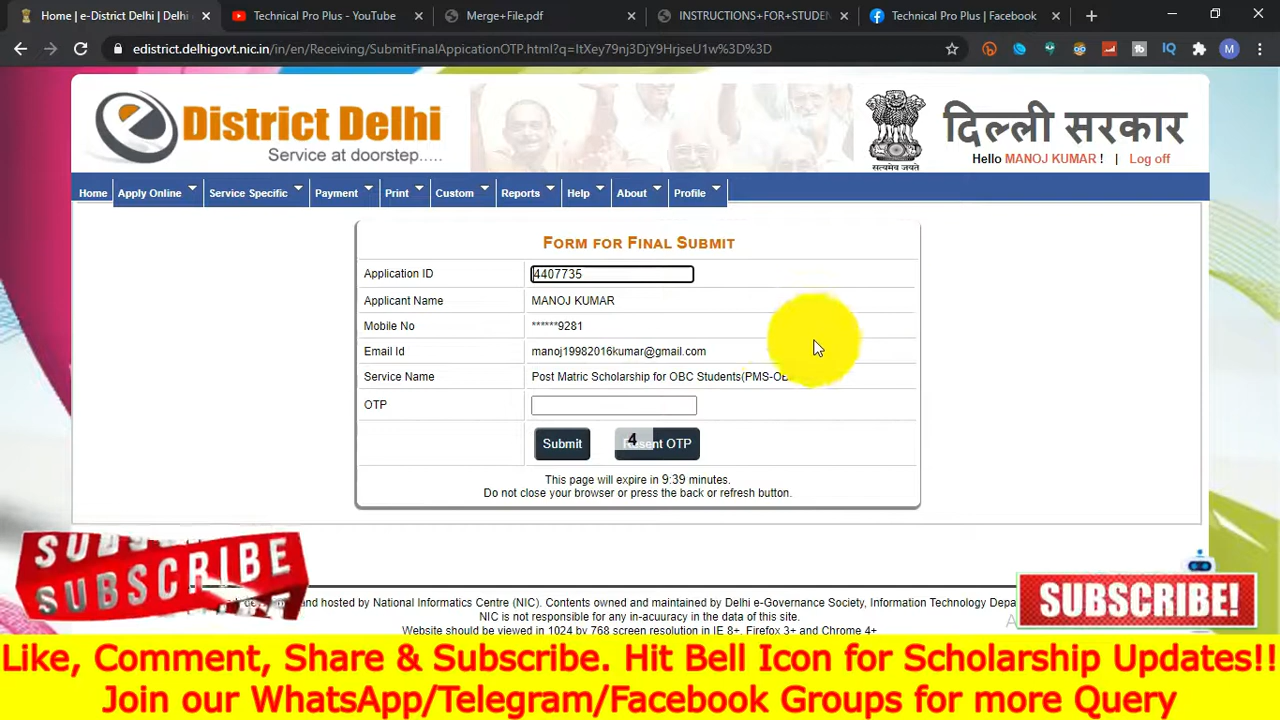 Home | e-District Delhi | Delhi
Technical Pro Plus - YouTube
Merge+File.pdf
INSTRUCTIONS+FOR+STUDEN
Technical Pro Plus | Facebook
edistrict.delhigovt.nic.in/in/en/Receiving/SubmitFinalAppicationOTP.html?q=ItXey79nj3DjY9HrjseU1w%3D%3D
M
IQ
District Delhi
Service at doorstep.....
सत्यमेव जयते
दिल्ली सरकार
Hello MANOJ KUMAR ! | Log off
Home Apply Online Service Specific Payment Print Custom Reports Help About Profile
FORM FOR FINAL SUBMIT
Application ID 4407735
Applicant Name MANOJ KUMAR
Mobile No ******9281
Email Id manoj19982016kumar@gmail.com
Service Name Post Matric Scholarship for OBC Students(PMS-OB
OTP
Submit 4 sent OTP
This page will expire in 9:39 minutes.
Do not close your browser or press the back or refresh button.
SUBSCRIBE
SUBSCRIBE
SUBSCRIBE!
and hosted by National Informatics Centre (NIC). Contents owned and maintained by Delhi e-Governance Society, Information Technology Depa
NIC is not responsible for any in-acuuracy in the data of this site.
Website should be viewed in 1024 by 768 screen resolution in IE 8+, Firefox 3+ and Chrome 4+
Like, Comment, Share & Subscribe. Hit Bell Icon for Scholarship Updates!!
Join our WhatsApp/Telegram/Facebook Groups for more Query